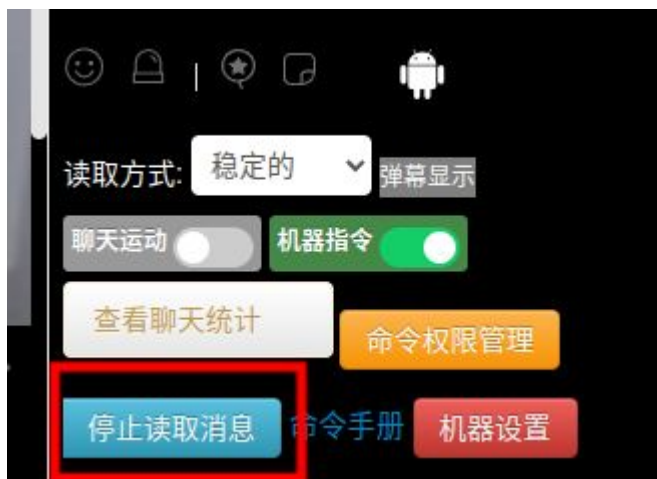 读取方式: 稳定的 弹幕显示
聊天运动 机器指令
查看聊天统计 命令权限管理
停止读取消息 命令手册 机器设置